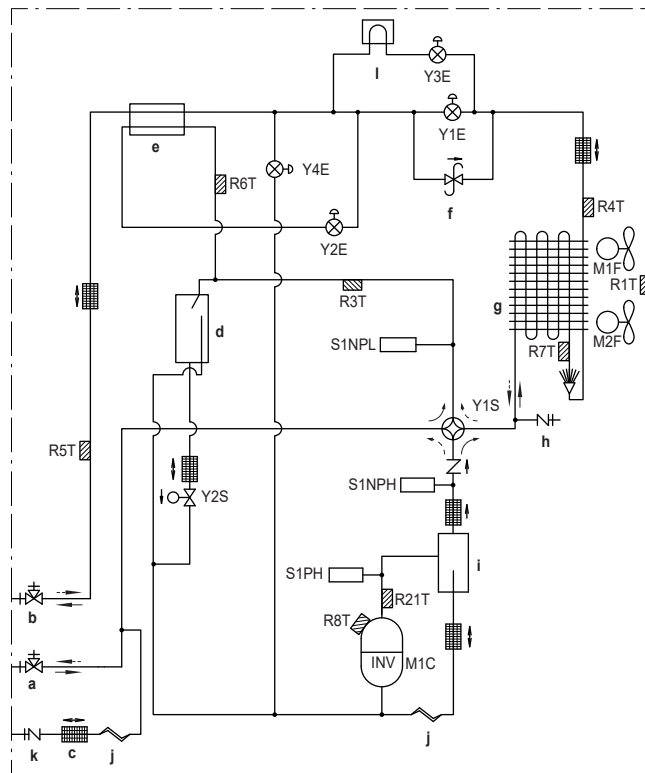 l
Y3E
Y1E
e
R6T
Y4E
f
Y2E
R4T
M1F
R1T
g
M2F
R3T
d
S1NPL
R7T
Y1S
h
R5T
Y2S
S1NPH
S1PH
i
R21T
R8T
INV
M1C
b
a
k
c
j
j